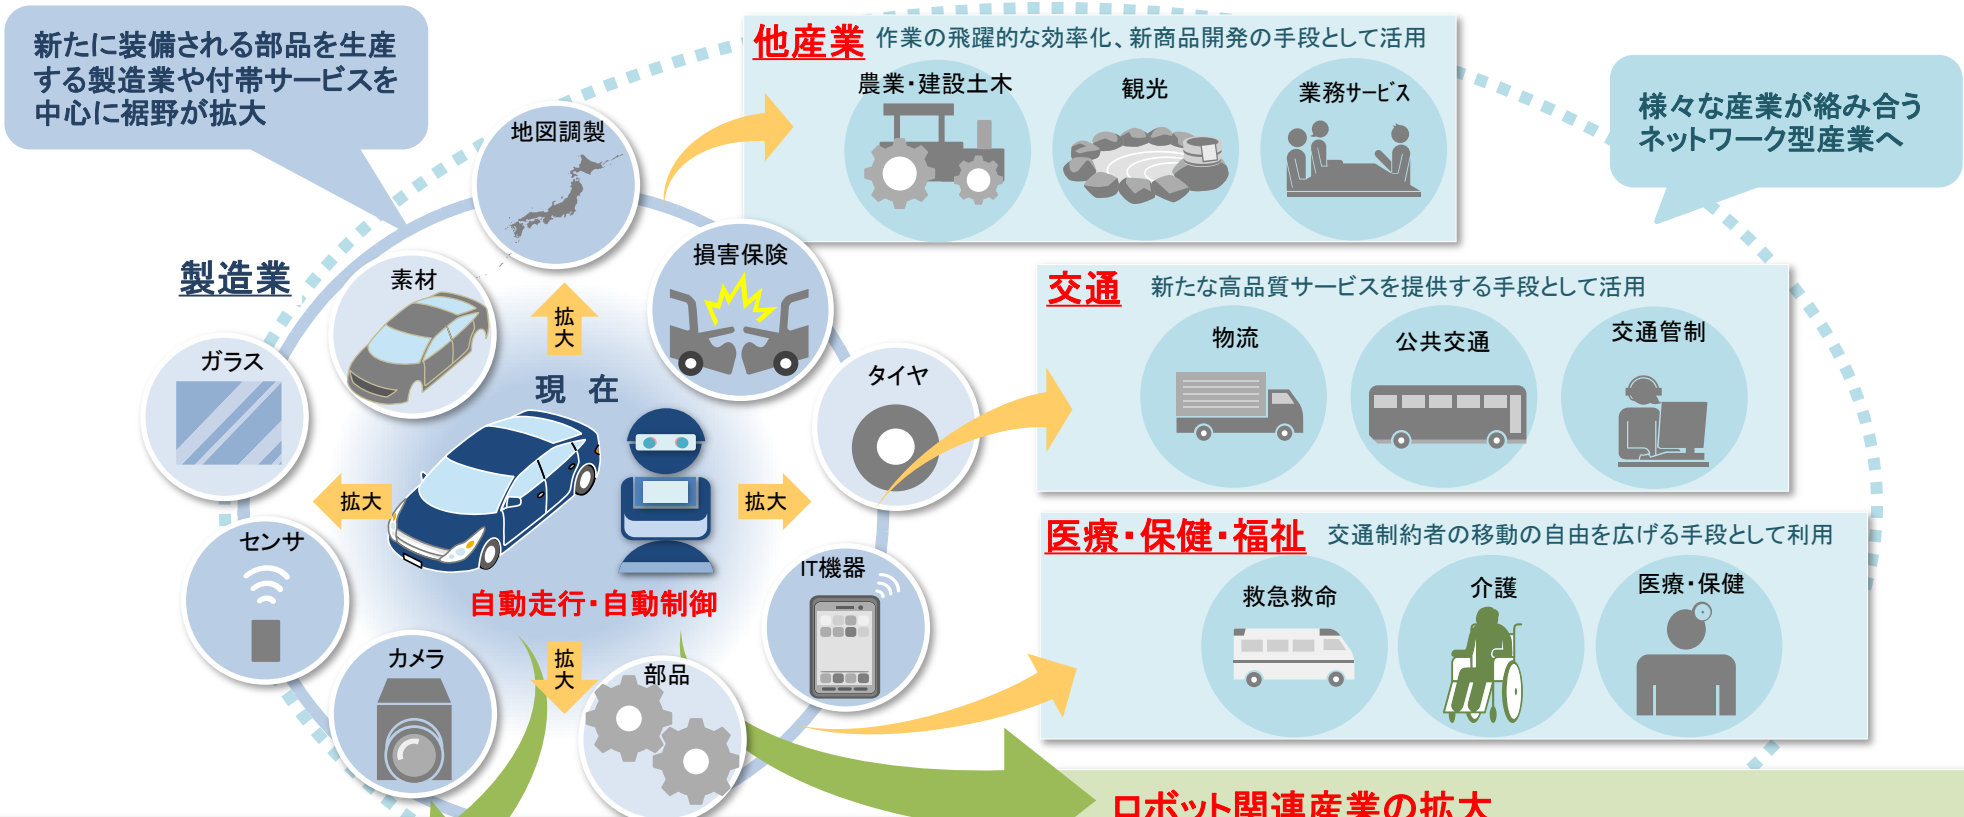 新たに装備される部品を生産
する製造業や付帯サービスを
中心に裾野が拡大
他産業 作業の飛躍的な効率化、新商品開発の手段として活用
農業・建設土木
観光
業務サービス
様々な産業が絡み合う
ネットワーク型産業へ
地図調製
製造業
素材
損害保険
ガラス
拡大
現 在
タイヤ
交通 新たな高品質サービスを提供する手段として活用
物流
公共交通
交通管制
拡大
拡大
センサ
IT機器
自動走行・自動制御
医療・保健・福祉 交通制約者の移動の自由を広げる手段として利用
救急救命
介護
医療・保健
カメラ
拡大
部品
ロボット関連産業の拡大